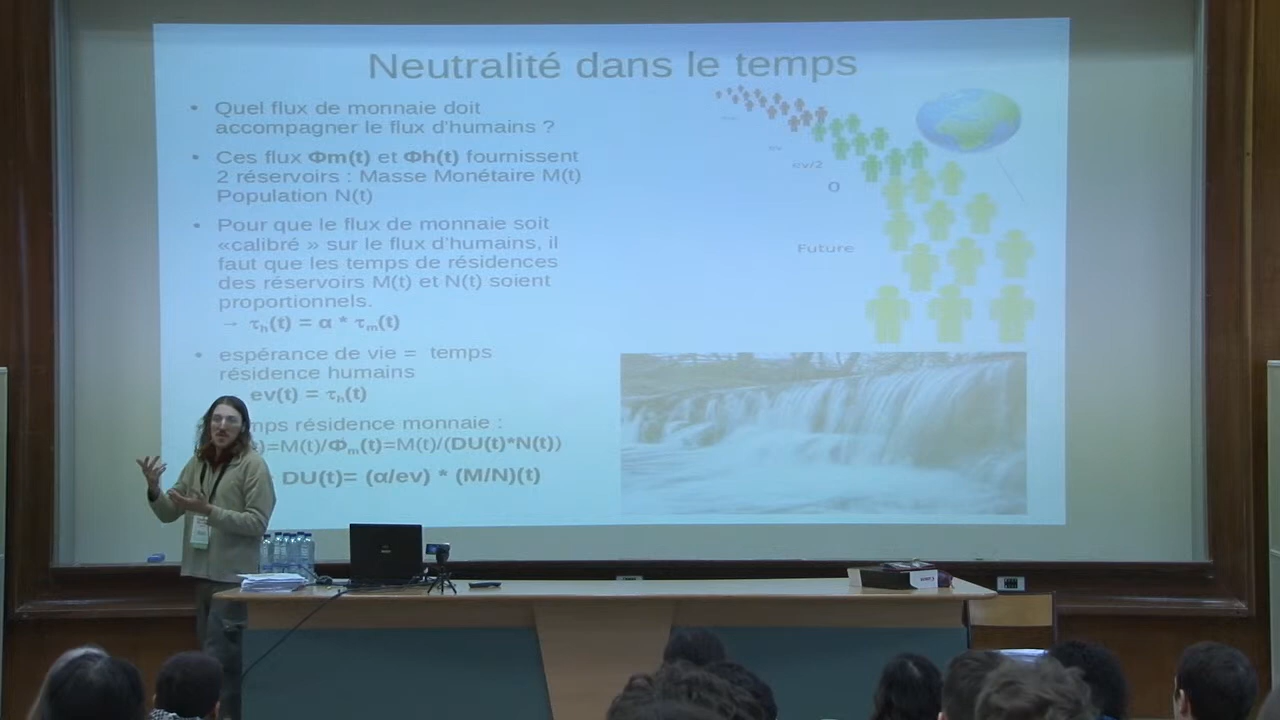 Neutralité dans le temps
• Quel flux de monnaie doit
accompagner le flux d'humains ?
• Ces flux Φm(t) et Φh(t) fournissent
2 réservoirs : Masse Monétaire M(t)
Population N(t)
• Pour que le flux de monnaie soit
«calibré » sur le flux d'humains, il
faut que les temps de résidences
des réservoirs M(t) et N(t) soient
proportionnels.
→ τh(t) = α * τm(t)
• espérance de vie = temps
résidence humains
ev(t) = τh(t)
résidence monnaie :
)=M(t)/Φm(t)=M(t)/(DU(t)*N(t))
DU(t)= (α/ev) * (M/N)(t)
ev
ev/2
0
Future